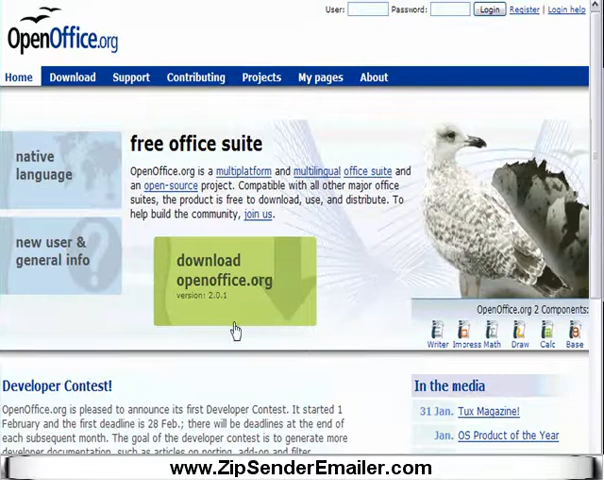 User: Password: Login Register | Login help
OpenOffice.org
Home Download Support Contributing Projects My pages About
native
language
new user &
general info
free office suite
OpenOffice.org is a multiplatform and multilingual office suite and
an open-source project. Compatible with all other major office
suites, the product is free to download, use, and distribute. To
help build the community, join us.
download
openoffice.org
version: 2.0.1
OpenOffice.org 2 Components:
Writer Impress Math Draw Calc Base
Developer Contest!
OpenOffice.org is pleased to announce its first Developer Contest. It started 1
February and the first deadline is 28 Feb.; there will be deadlines at the end of
each subsequent month. The goal of the developer contest is to generate more
developer documentation, such as articles on porting, add-on and filter
In the media
31 Jan. Tux Magazine!
Jan. OS Product of the Year
www.ZipSenderEmailer.com